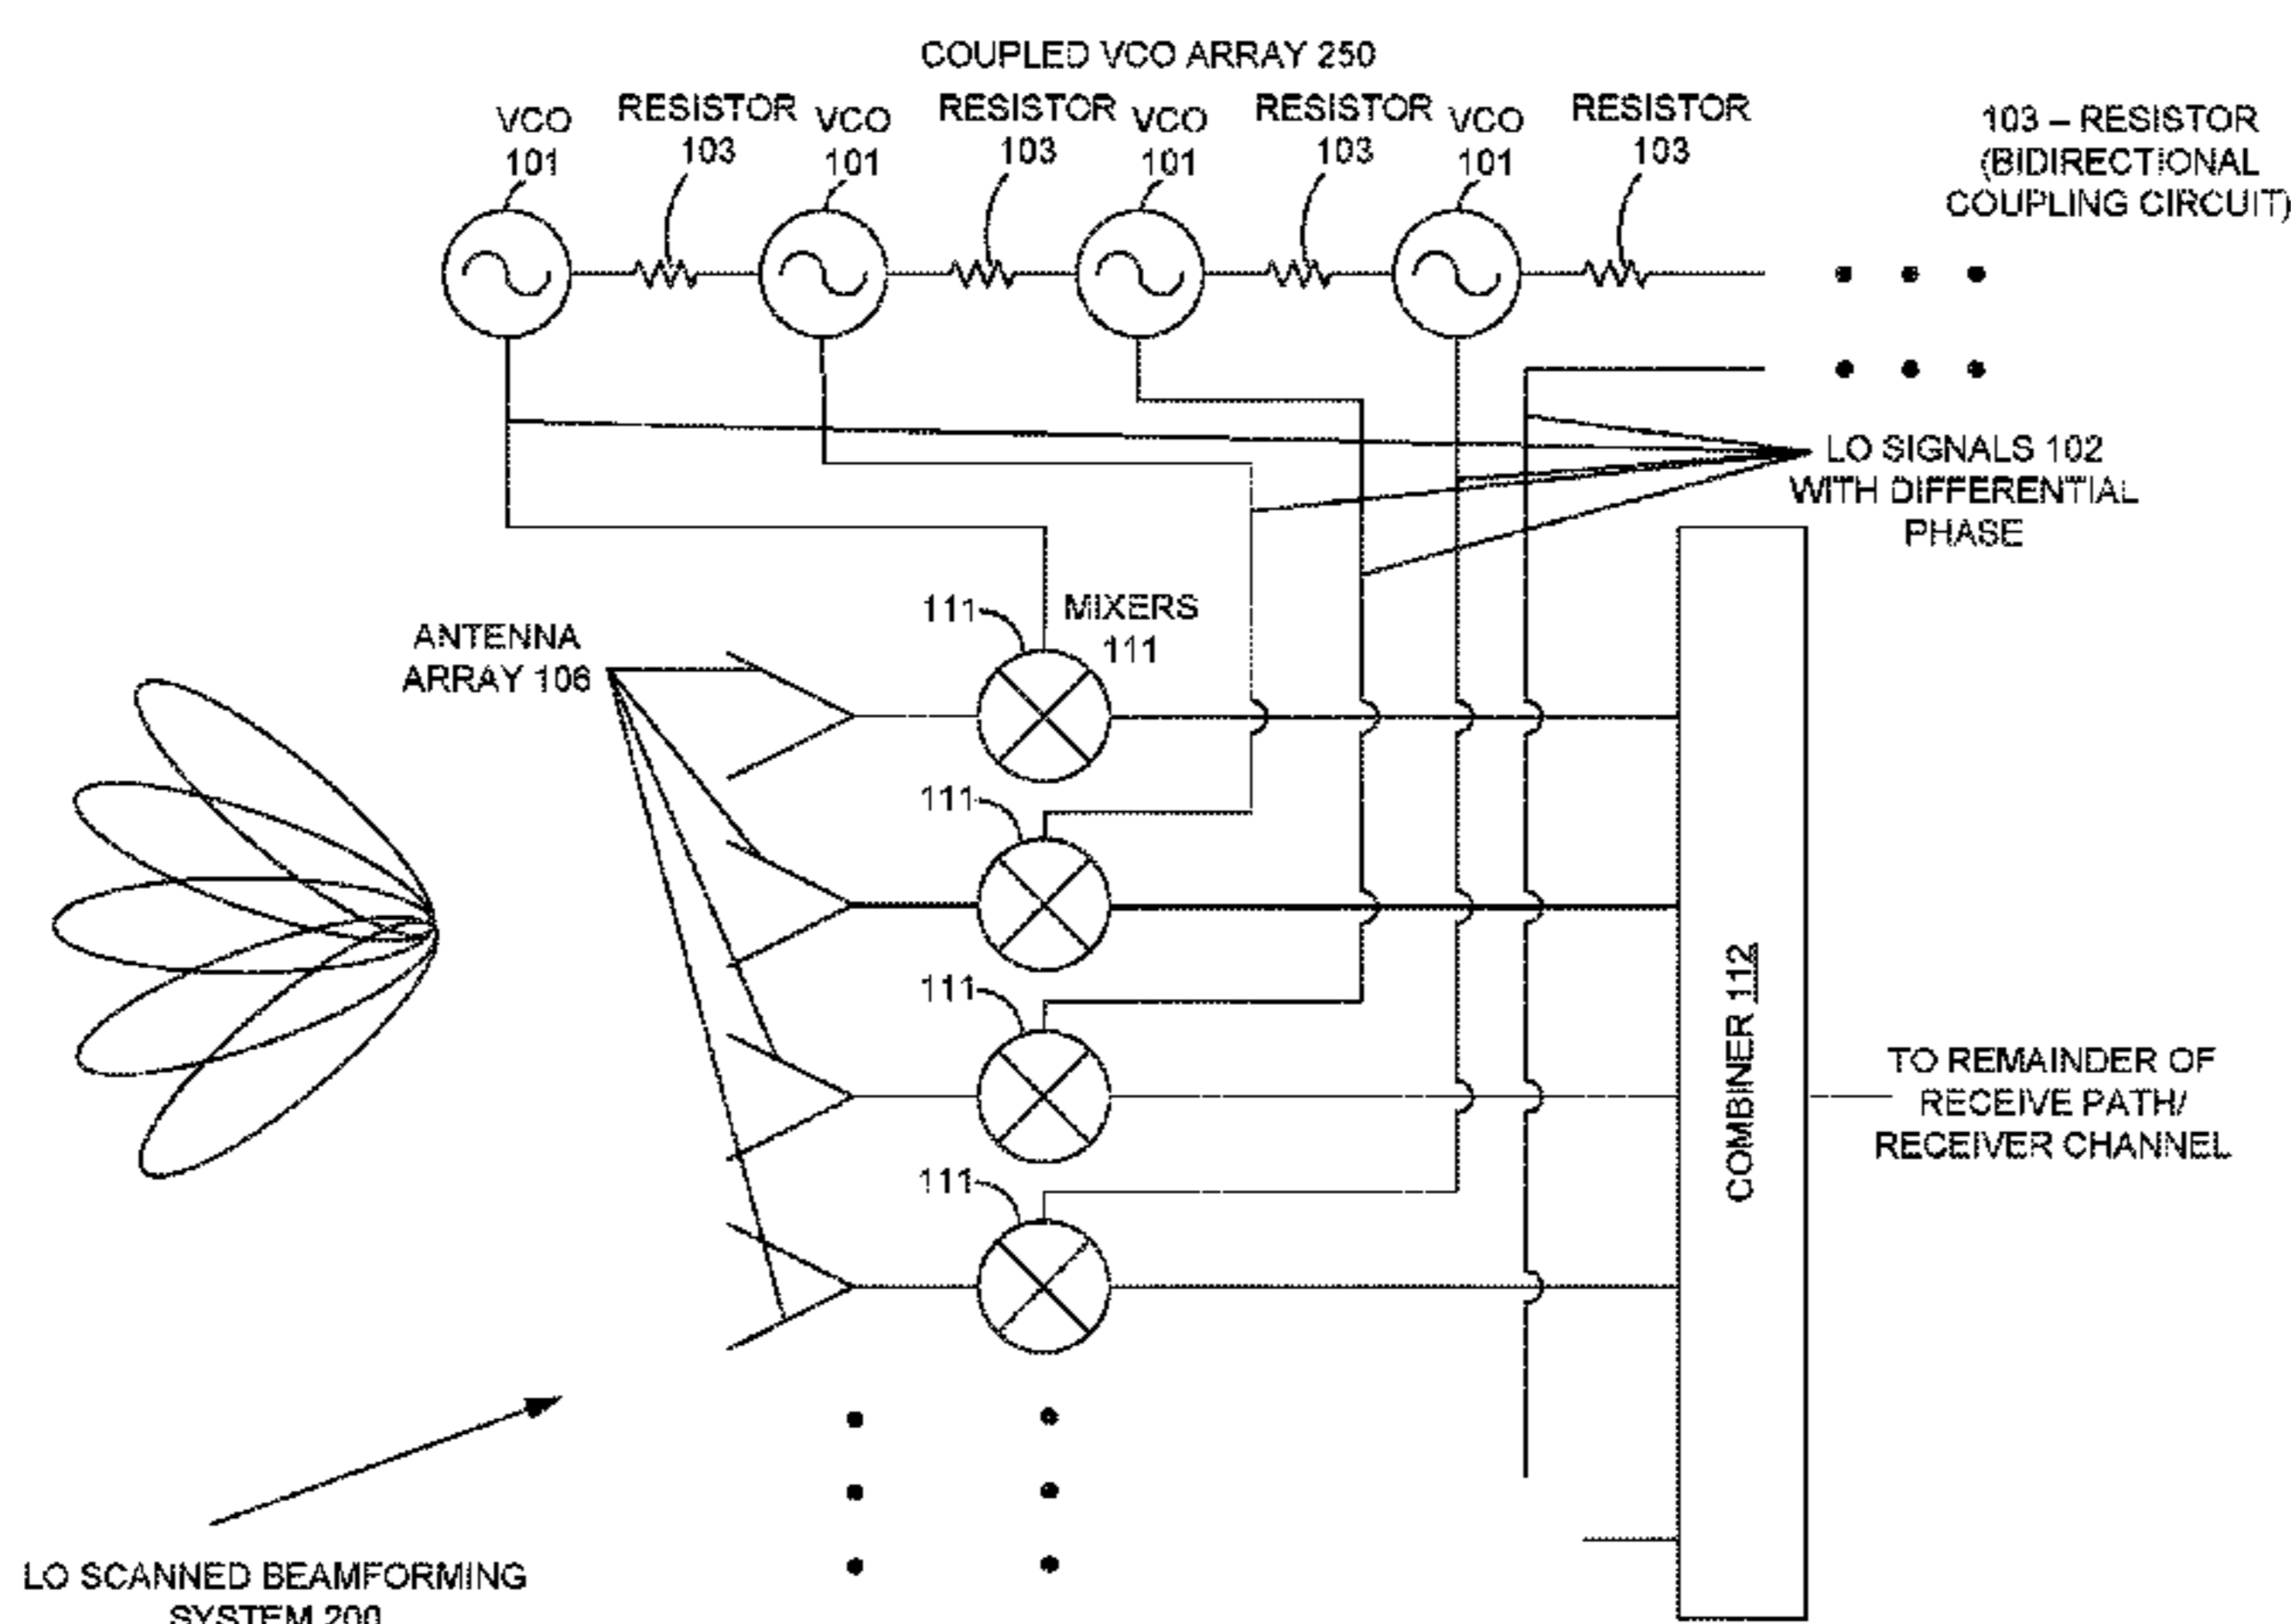 COUPLED VCO ARRAY 250
VCO
101
RESISTOR
103
VCO
101
RESISTOR
103
VCO
101
RESISTOR
103
VCO
101
RESISTOR
103
103 – RESISTOR
(BIDIRECTIONAL
COUPLING CIRCUIT)
LO SIGNALS 102
WITH DIFFERENTIAL
PHASE
ANTENNA
ARRAY 106
111
MIXERS
111
111
111
111
COMBINER 112
TO REMAINDER OF
RECEIVE PATH/
RECEIVER CHANNEL
LO SCANNED BEAMFORMING
SYSTEM 200